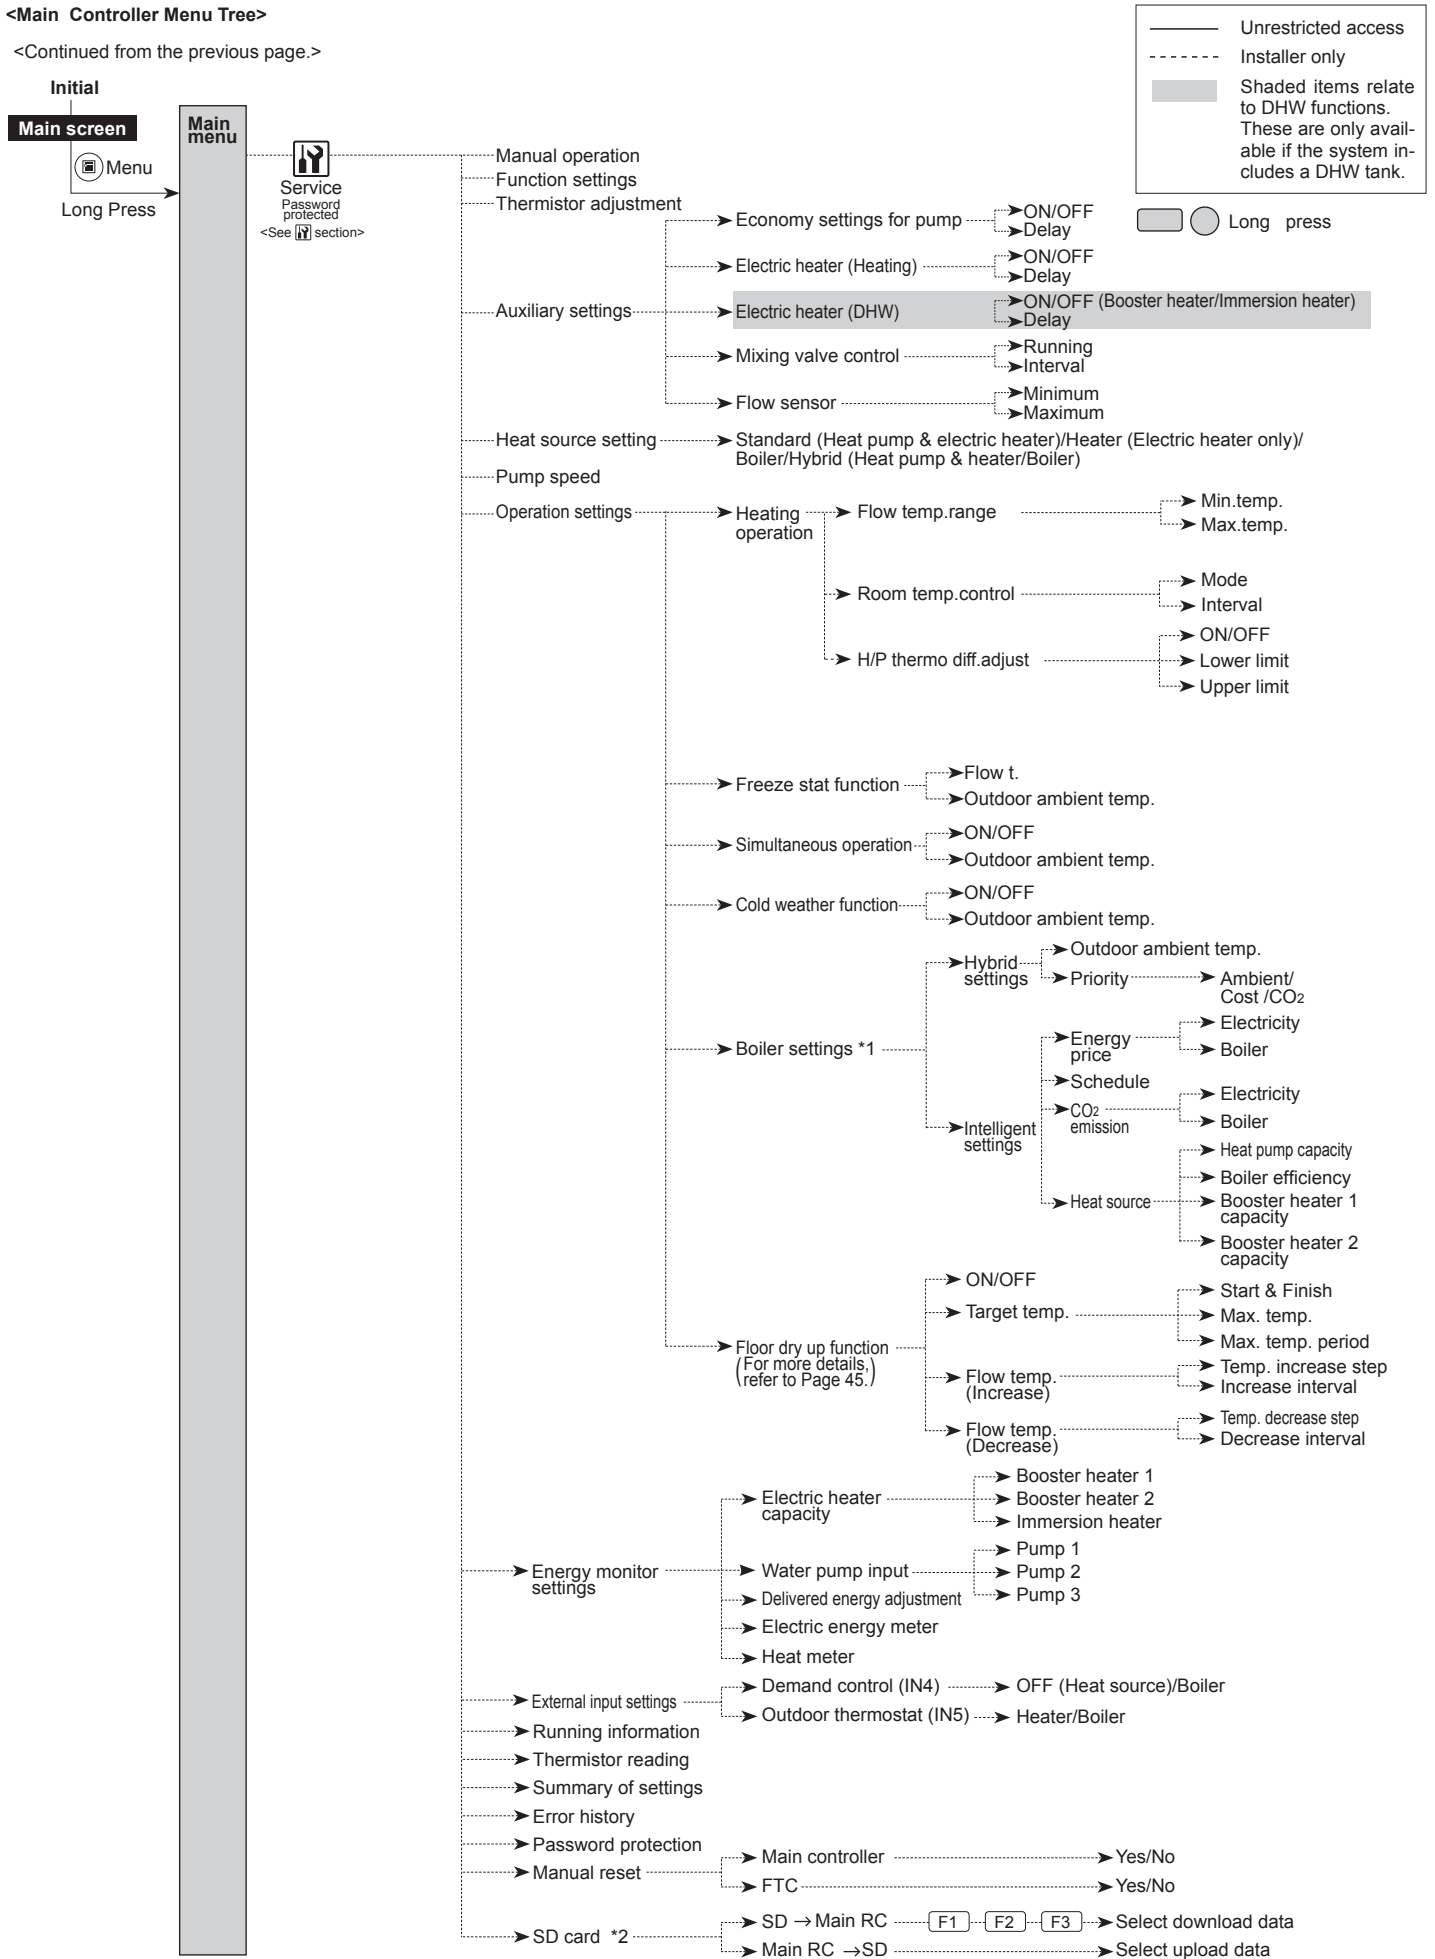 <Main Controller Menu Tree>
<Continued from the previous page.>
Initial
Main screen
Menu
Long Press
Main
menu
Service
Password
protected
<See section>
Unrestricted access
Installer only
Shaded items relate
to DHW functions.
These are only avail-
able if the system in-
cludes a DHW tank.
Long press
Manual operation
Function settings
Thermistor adjustment
Auxiliary settings
Economy settings for pump
ON/OFF
Delay
Electric heater (Heating)
ON/OFF
Delay
Electric heater (DHW)
ON/OFF (Booster heater/Immersion heater)
Delay
Mixing valve control
Running
Interval
Flow sensor
Minimum
Maximum
Heat source setting
Standard (Heat pump & electric heater)/Heater (Electric heater only)/
Boiler/Hybrid (Heat pump & heater/Boiler)
Pump speed
Operation settings
Heating
operation
Flow temp.range
Min.temp.
Max.temp.
Room temp.control
Mode
Interval
H/P thermo diff.adjust
ON/OFF
Lower limit
Upper limit
Freeze stat function
Flow t.
Outdoor ambient temp.
Simultaneous operation
ON/OFF
Outdoor ambient temp.
Cold weather function
ON/OFF
Outdoor ambient temp.
Boiler settings *1
Hybrid
settings
Outdoor ambient temp.
Priority
Ambient/
Cost /CO2
Intelligent
settings
Energy
price
Electricity
Boiler
Schedule
CO2
emission
Electricity
Boiler
Heat source
Heat pump capacity
Boiler efficiency
Booster heater 1
capacity
Booster heater 2
capacity
Floor dry up function
(For more details,
refer to Page 45.)
ON/OFF
Target temp.
Start & Finish
Max. temp.
Max. temp. period
Flow temp.
(Increase)
Temp. increase step
Increase interval
Flow temp.
(Decrease)
Temp. decrease step
Decrease interval
Energy monitor
settings
Electric heater
capacity
Booster heater 1
Booster heater 2
Immersion heater
Water pump input
Pump 1
Pump 2
Pump 3
Delivered energy adjustment
Electric energy meter
Heat meter
External input settings
Demand control (IN4)
OFF (Heat source)/Boiler
Outdoor thermostat (IN5)
Heater/Boiler
Running information
Thermistor reading
Summary of settings
Error history
Password protection
Manual reset
Main controller
Yes/No
FTC
Yes/No
SD card *2
SD → Main RC
F1 F2 F3
Select download data
Main RC → SD
Select upload data